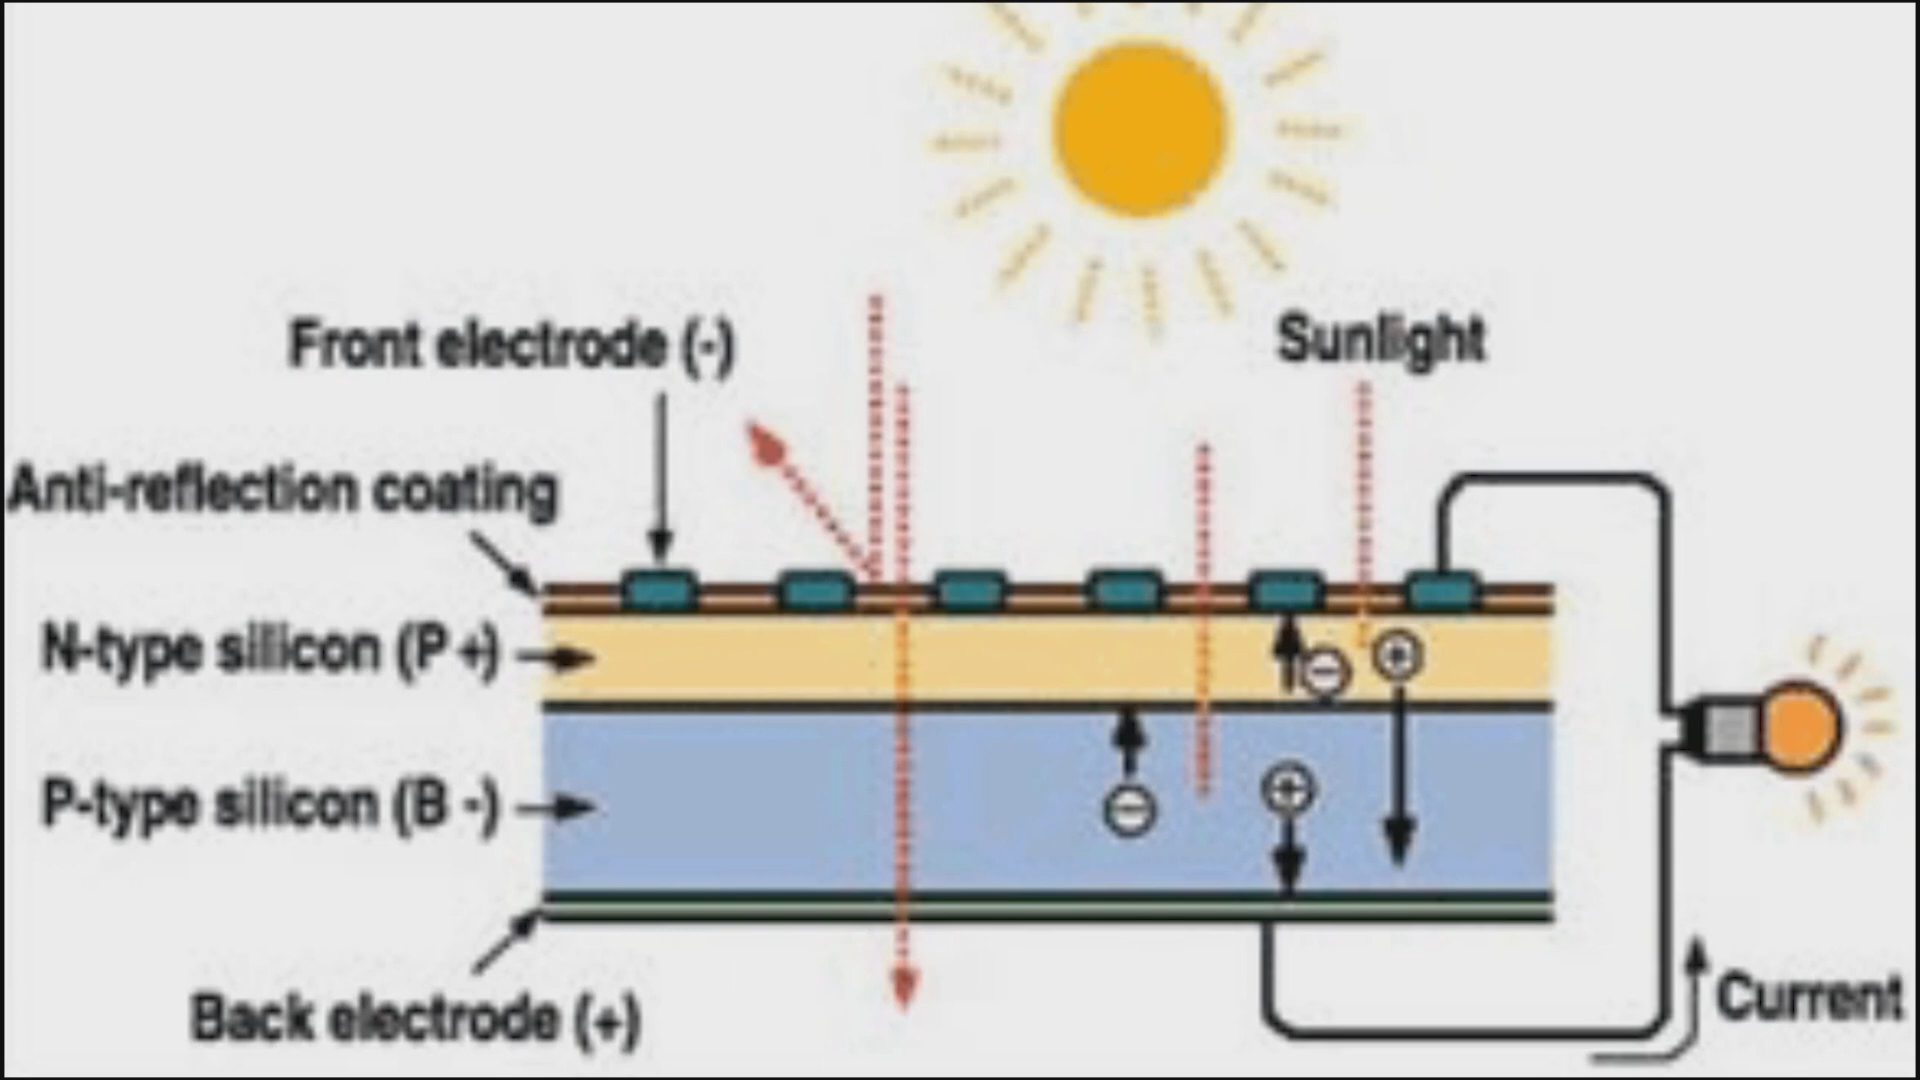 Sunlight
Front electrode (-)
Anti-reflection coating
N-type silicon (P+)
P-type silicon (B -)
Back electrode (+)
Current